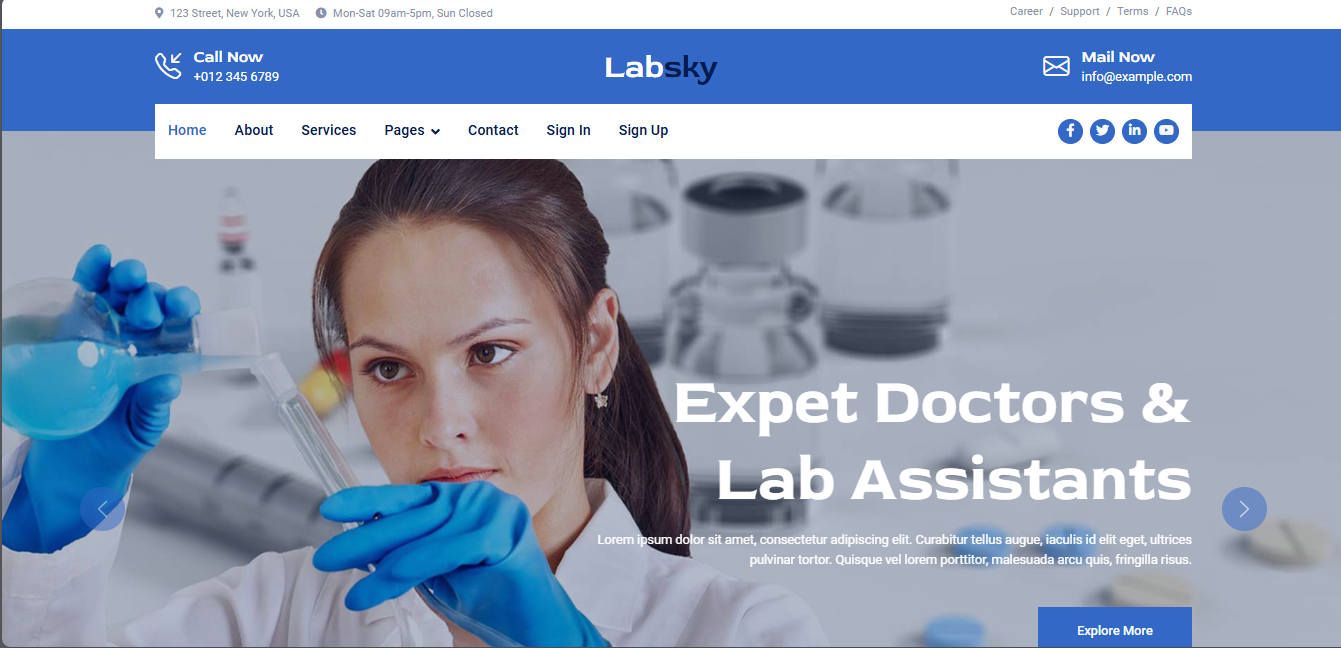 123 Street, New York, USA Mon-Sat 09am-5pm, Sun Closed Career / Support / Terms / FAQs
Call Now
+012 345 6789
Labsky
Mail Now
info@example.com
Home About Services Pages Contact Sign In Sign Up
Expet Doctors &
Lab Assistants
Lorem ipsum dolor sit amet, consectetur adipiscing elit. Curabitur tellus augue, iaculis id elit eget, ultrices
pulvinar tortor. Quisque vel lorem porttitor, malesuada arcu quis, fringilla risus.
Explore More